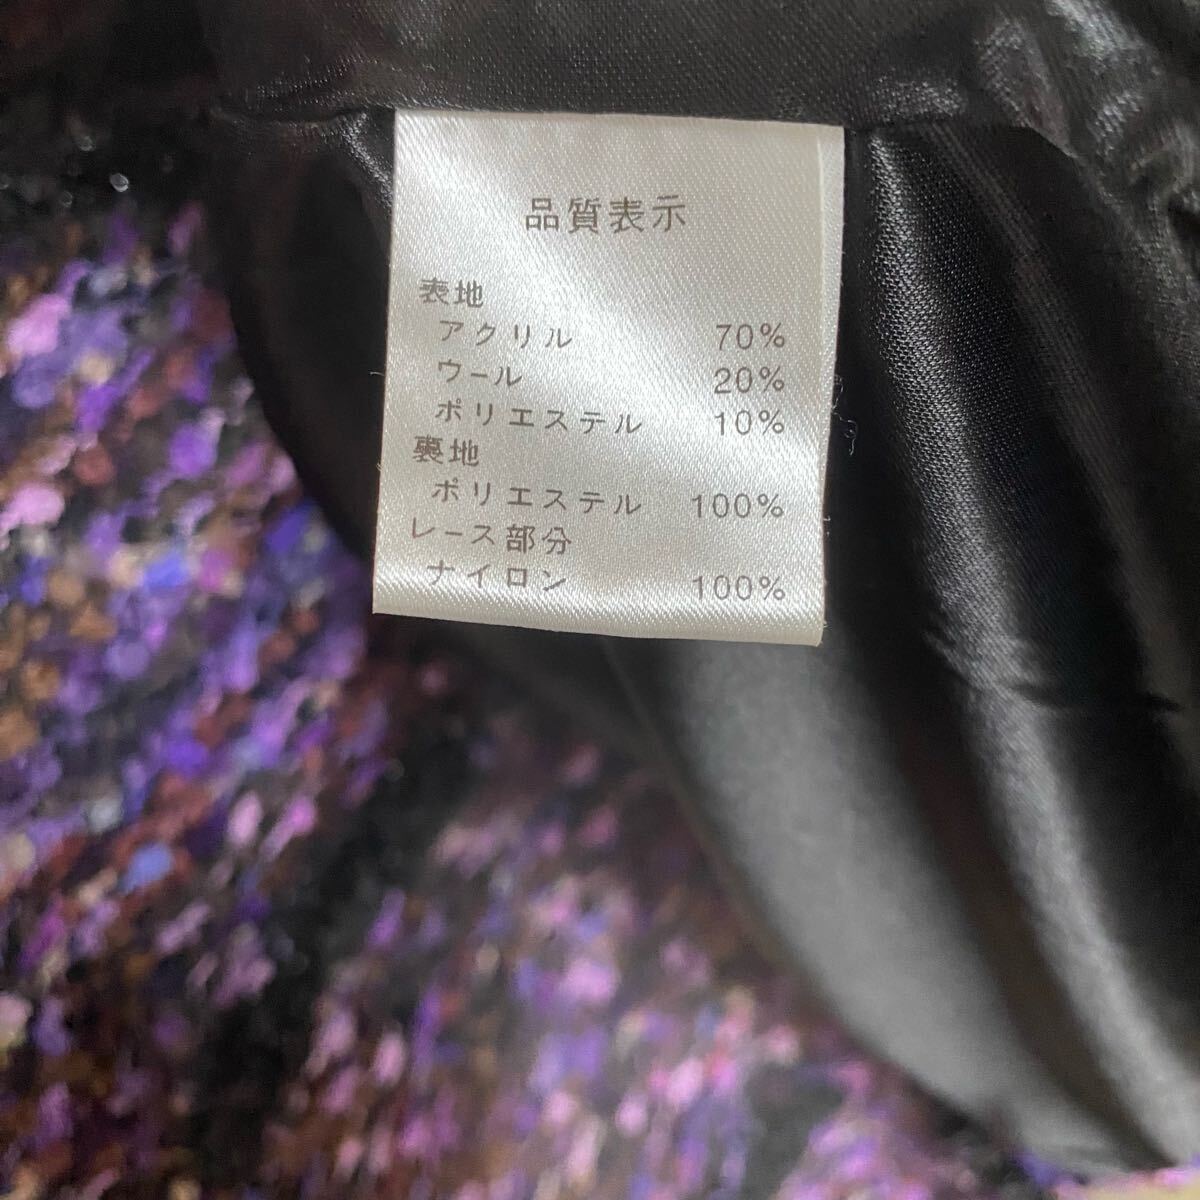 品質表示
表地
アクリル 70%
ウール 20%
ポリエステル 10%
裏地
ポリエステル 100%
レース部分
ナイロン 100%